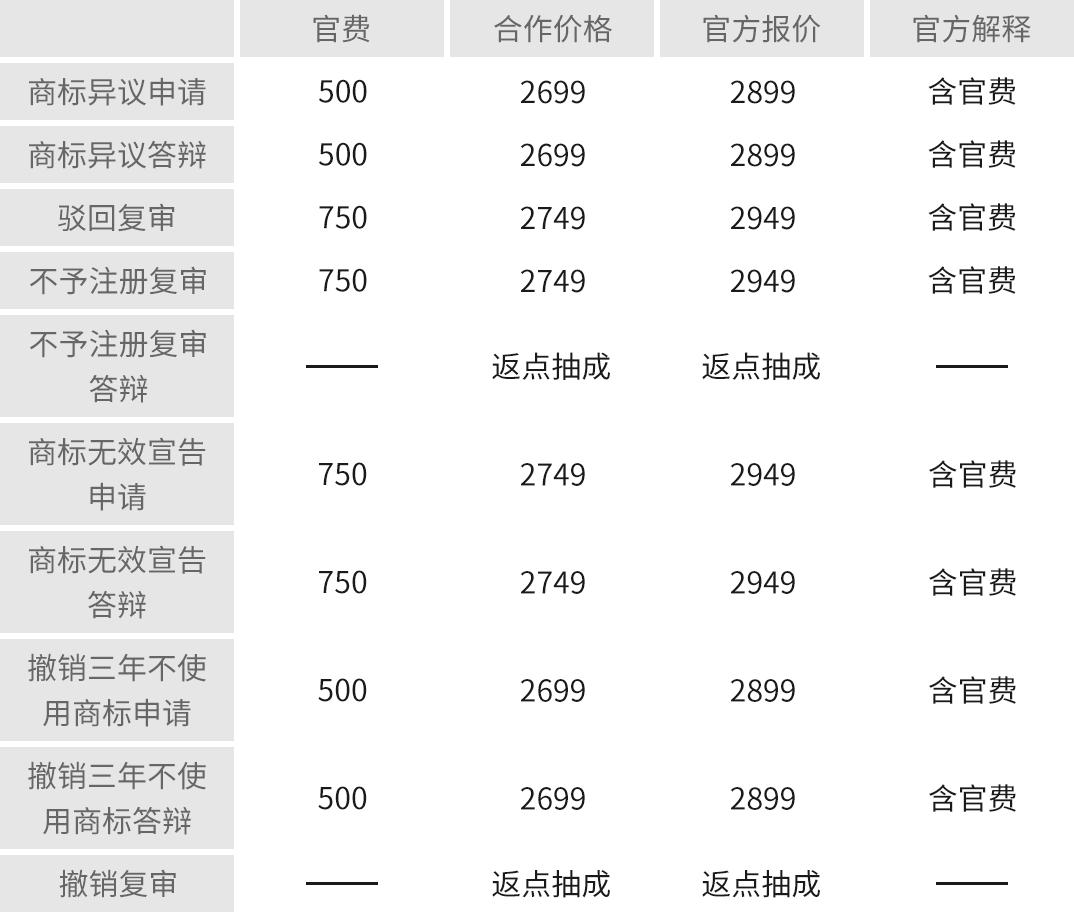 官费 合作价格 官方报价 官方解释
商标异议申请 500 2699 2899 含官费
商标异议答辩 500 2699 2899 含官费
驳回复审 750 2749 2949 含官费
不予注册复审 750 2749 2949 含官费
不予注册复审
答辩 —— 返点抽成 返点抽成 ——
商标无效宣告
申请 750 2749 2949 含官费
商标无效宣告
答辩 750 2749 2949 含官费
撤销三年不使
用商标申请 500 2699 2899 含官费
撤销三年不使
用商标答辩 500 2699 2899 含官费
撤销复审 —— 返点抽成 返点抽成 ——